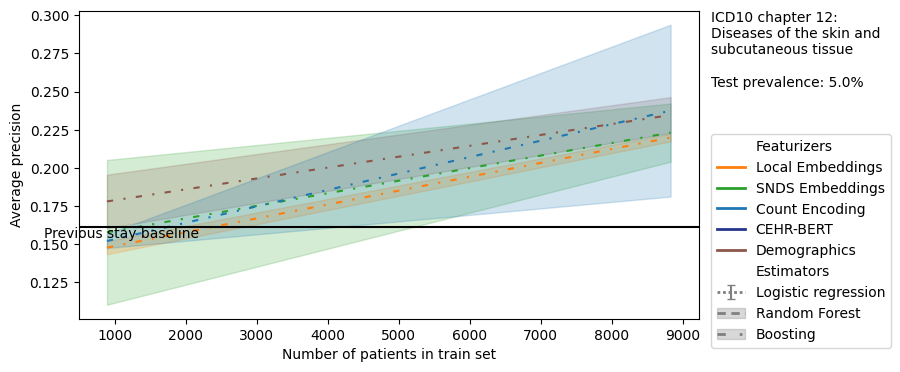 0.300
0.275
0.250
0.225
0.200
0.175
0.150
0.125
Average precision
Previous stay baseline
1000 2000 3000 4000 5000 6000 7000 8000 9000
Number of patients in train set
ICD10 chapter 12:
Diseases of the skin and
subcutaneous tissue
Test prevalence: 5.0%
Featurizers
Local Embeddings
SNDS Embeddings
Count Encoding
CEHR-BERT
Demographics
Estimators
Logistic regression
Random Forest
Boosting